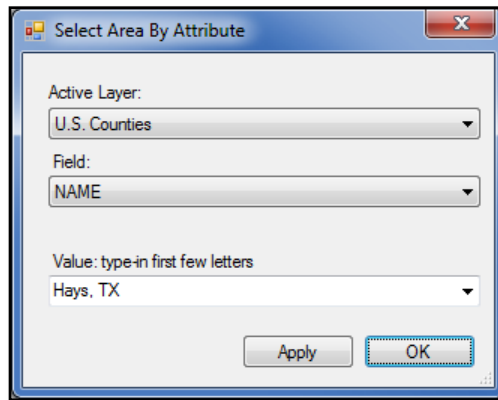 Select Area By Attribute
Active Layer:
U.S. Counties
Field:
NAME
Value: type-in first few letters
Hays, TX
Apply OK